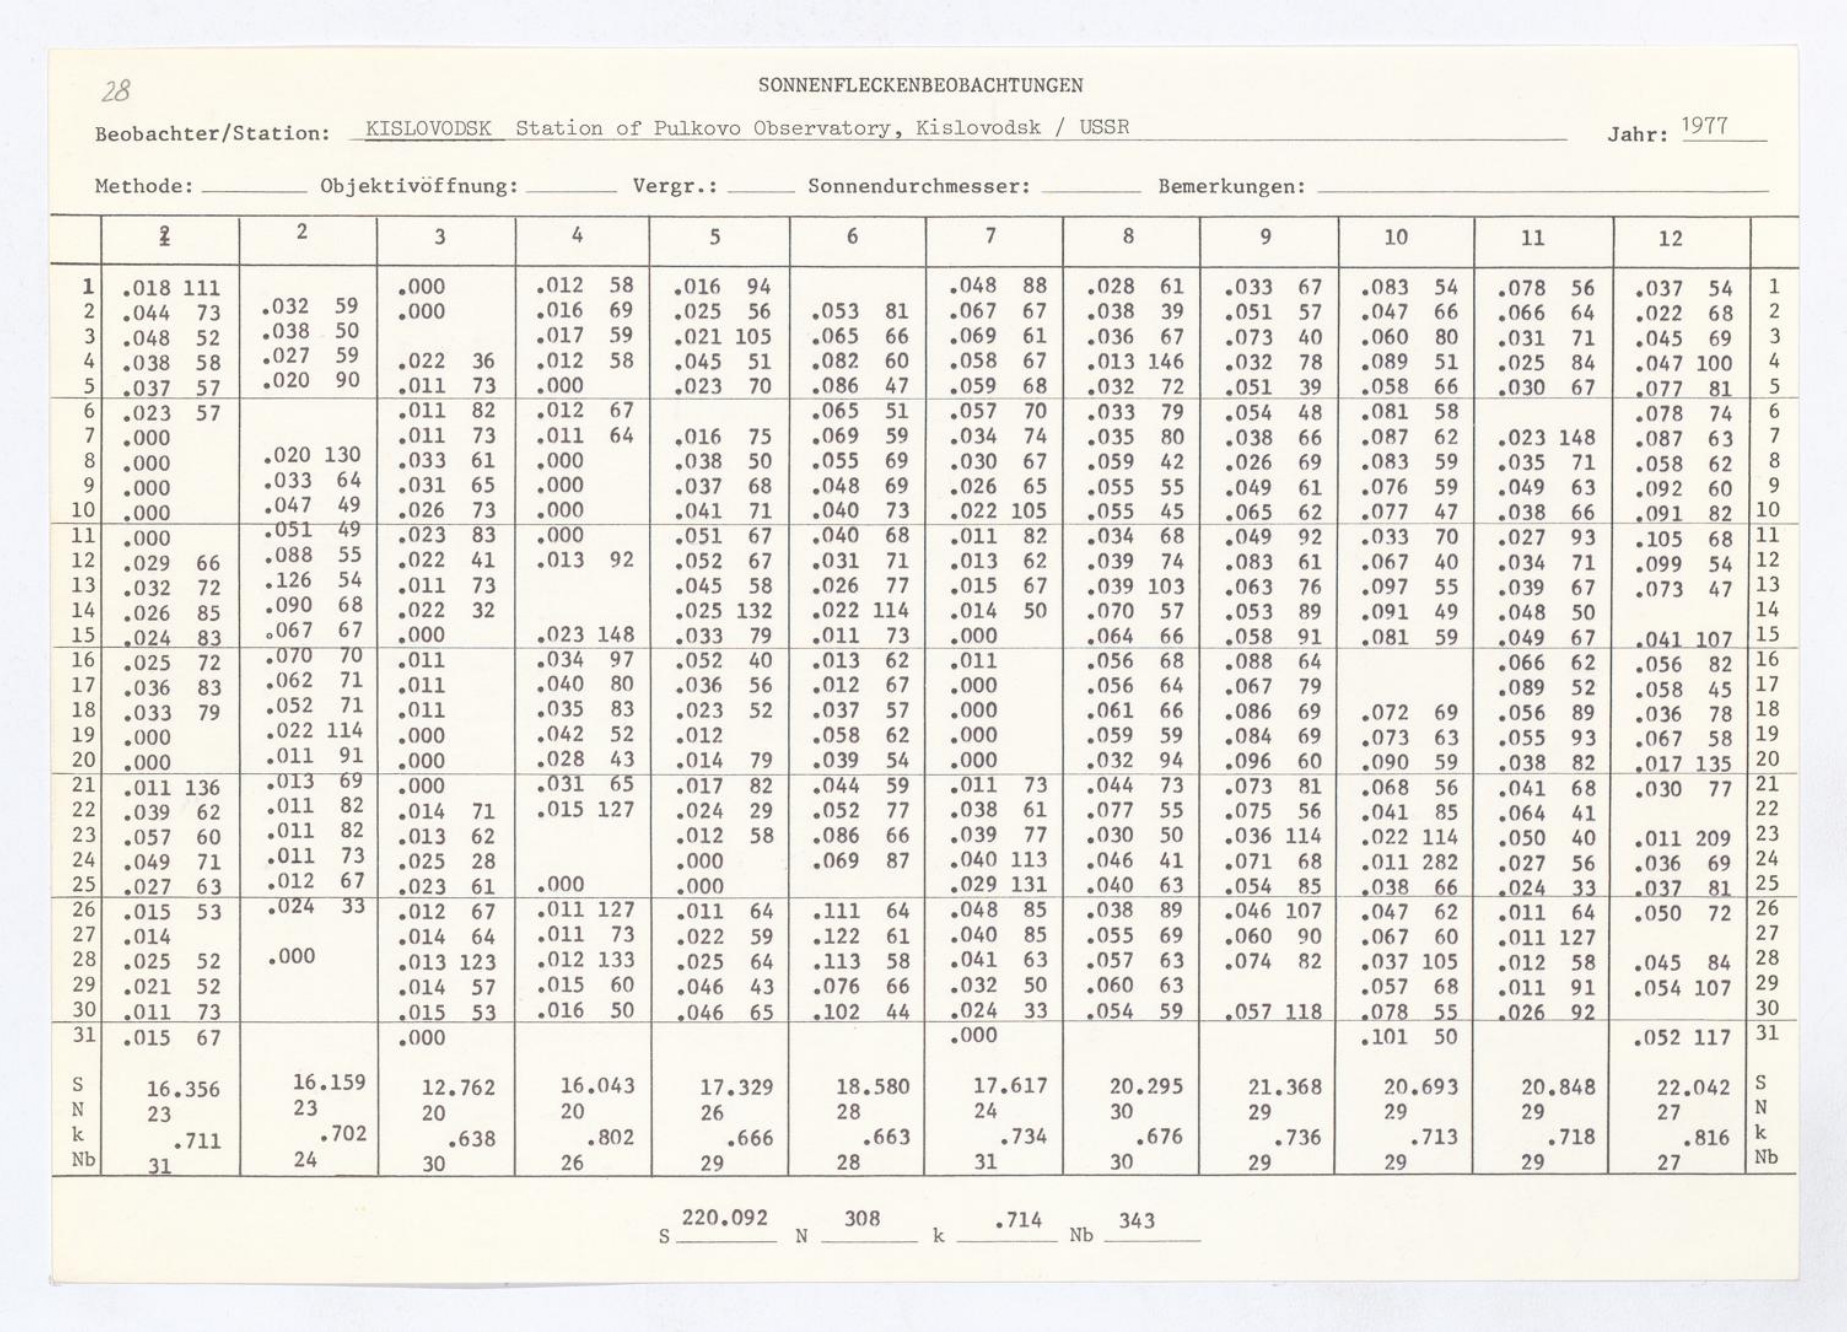 28
SONNENFLECKENBEOBACHTUNGEN
Beobachter/Station: KISLOVODSK Station of Pulkovo Observatory, Kislovodsk / USSR Jahr: 1977
Methode: Objektivöffnung: Vergr.: Sonnendurchmesser: Bemerkungen:
2 3 4 5 6 7 8 9 10 11 12
1 .018 111 .000 .012 58 .016 94 .048 88 .028 61 .033 67 .083 54 .078 56 .037 54 1
2 .044 73 .032 59 .000 .016 69 .025 56 .053 81 .067 67 .038 39 .051 57 .047 66 .066 64 .022 68 2
3 .048 52 .038 50 .017 59 .021 105 .065 66 .069 61 .036 67 .073 40 .060 80 .031 71 .045 69 3
4 .038 58 .027 59 .022 36 .012 58 .045 51 .082 60 .058 67 .013 146 .032 78 .089 51 .025 84 .047 100 4
5 .037 57 .020 90 .011 73 .000 .023 70 .086 47 .059 68 .032 72 .051 39 .058 66 .030 67 .077 81 5
6 .023 57 .011 82 .012 67 .065 51 .057 70 .033 79 .054 48 .081 58 .078 74 6
7 .000 .011 73 .011 64 .016 75 .069 59 .034 74 .035 80 .038 66 .087 62 .023 148 .087 63 7
8 .000 .020 130 .033 61 .000 .038 50 .055 69 .030 67 .059 42 .026 69 .083 59 .035 71 .058 62 8
9 .000 .033 64 .031 65 .000 .037 68 .048 69 .026 65 .055 55 .049 61 .076 59 .049 63 .092 60 9
10 .000 .047 49 .026 73 .000 .041 71 .040 73 .022 105 .055 45 .065 62 .077 47 .038 66 .091 82 10
11 .000 .051 49 .023 83 .000 .051 67 .040 68 .011 82 .034 68 .049 92 .033 70 .027 93 .105 68 11
12 .029 66 .088 55 .022 41 .013 92 .052 67 .031 71 .013 62 .039 74 .083 61 .067 40 .034 71 .099 54 12
13 .032 72 .126 54 .011 73 .045 58 .026 77 .015 67 .039 103 .063 76 .097 55 .039 67 .073 47 13
14 .026 85 .090 68 .022 32 .025 132 .022 114 .014 50 .070 57 .053 89 .091 49 .048 50 14
15 .024 83 .067 67 .000 .023 148 .033 79 .011 73 .000 .064 66 .058 91 .081 59 .049 67 .041 107 15
16 .025 72 .070 70 .011 .034 97 .052 40 .013 62 .011 .056 68 .088 64 .066 62 .056 82 16
17 .036 83 .062 71 .011 .040 80 .036 56 .012 67 .000 .056 64 .067 79 .089 52 .058 45 17
18 .033 79 .052 71 .011 .035 83 .023 52 .037 57 .000 .061 66 .086 69 .072 69 .056 89 .036 78 18
19 .000 .022 114 .000 .042 52 .012 .058 62 .000 .059 59 .084 69 .073 63 .055 93 .067 58 19
20 .000 .011 91 .000 .028 43 .014 79 .039 54 .000 .032 94 .096 60 .090 59 .038 82 .017 135 20
21 .011 136 .013 69 .000 .031 65 .017 82 .044 59 .011 73 .044 73 .073 81 .068 56 .041 68 .030 77 21
22 .039 62 .011 82 .014 71 .015 127 .024 29 .052 77 .038 61 .077 55 .075 56 .041 85 .064 41 22
23 .057 60 .011 82 .013 62 .012 58 .086 66 .039 77 .030 50 .036 114 .022 114 .050 40 .011 209 23
24 .049 71 .011 73 .025 28 .000 .069 87 .040 113 .046 41 .071 68 .011 282 .027 56 .036 69 24
25 .027 63 .012 67 .023 61 .000 .000 .029 131 .040 63 .054 85 .038 66 .024 33 .037 81 25
26 .015 53 .024 33 .012 67 .011 127 .011 64 .111 64 .048 85 .038 89 .046 107 .047 62 .011 64 .050 72 26
27 .014 .014 64 .011 73 .022 59 .122 61 .040 85 .055 69 .060 90 .067 60 .011 127 27
28 .025 52 .000 .013 123 .012 133 .025 64 .113 58 .041 63 .057 63 .074 82 .037 105 .012 58 .045 84 28
29 .021 52 .014 57 .015 60 .046 43 .076 66 .032 50 .060 63 .057 68 .011 91 .054 107 29
30 .011 73 .015 53 .016 50 .046 65 .102 44 .024 33 .054 59 .057 118 .078 55 .026 92 30
31 .015 67 .000 .000 .101 50 .052 117 31
S 16.356 16.159 12.762 16.043 17.329 18.580 17.617 20.295 21.368 20.693 20.848 22.042 S
N 23 23 20 20 26 28 24 30 29 29 29 27 N
k .711 .702 .638 .802 .666 .663 .734 .676 .736 .713 .718 .816 k
Nb 31 24 30 26 29 28 31 30 29 29 29 27 Nb
S 220.092 N 308 k .714 Nb 343